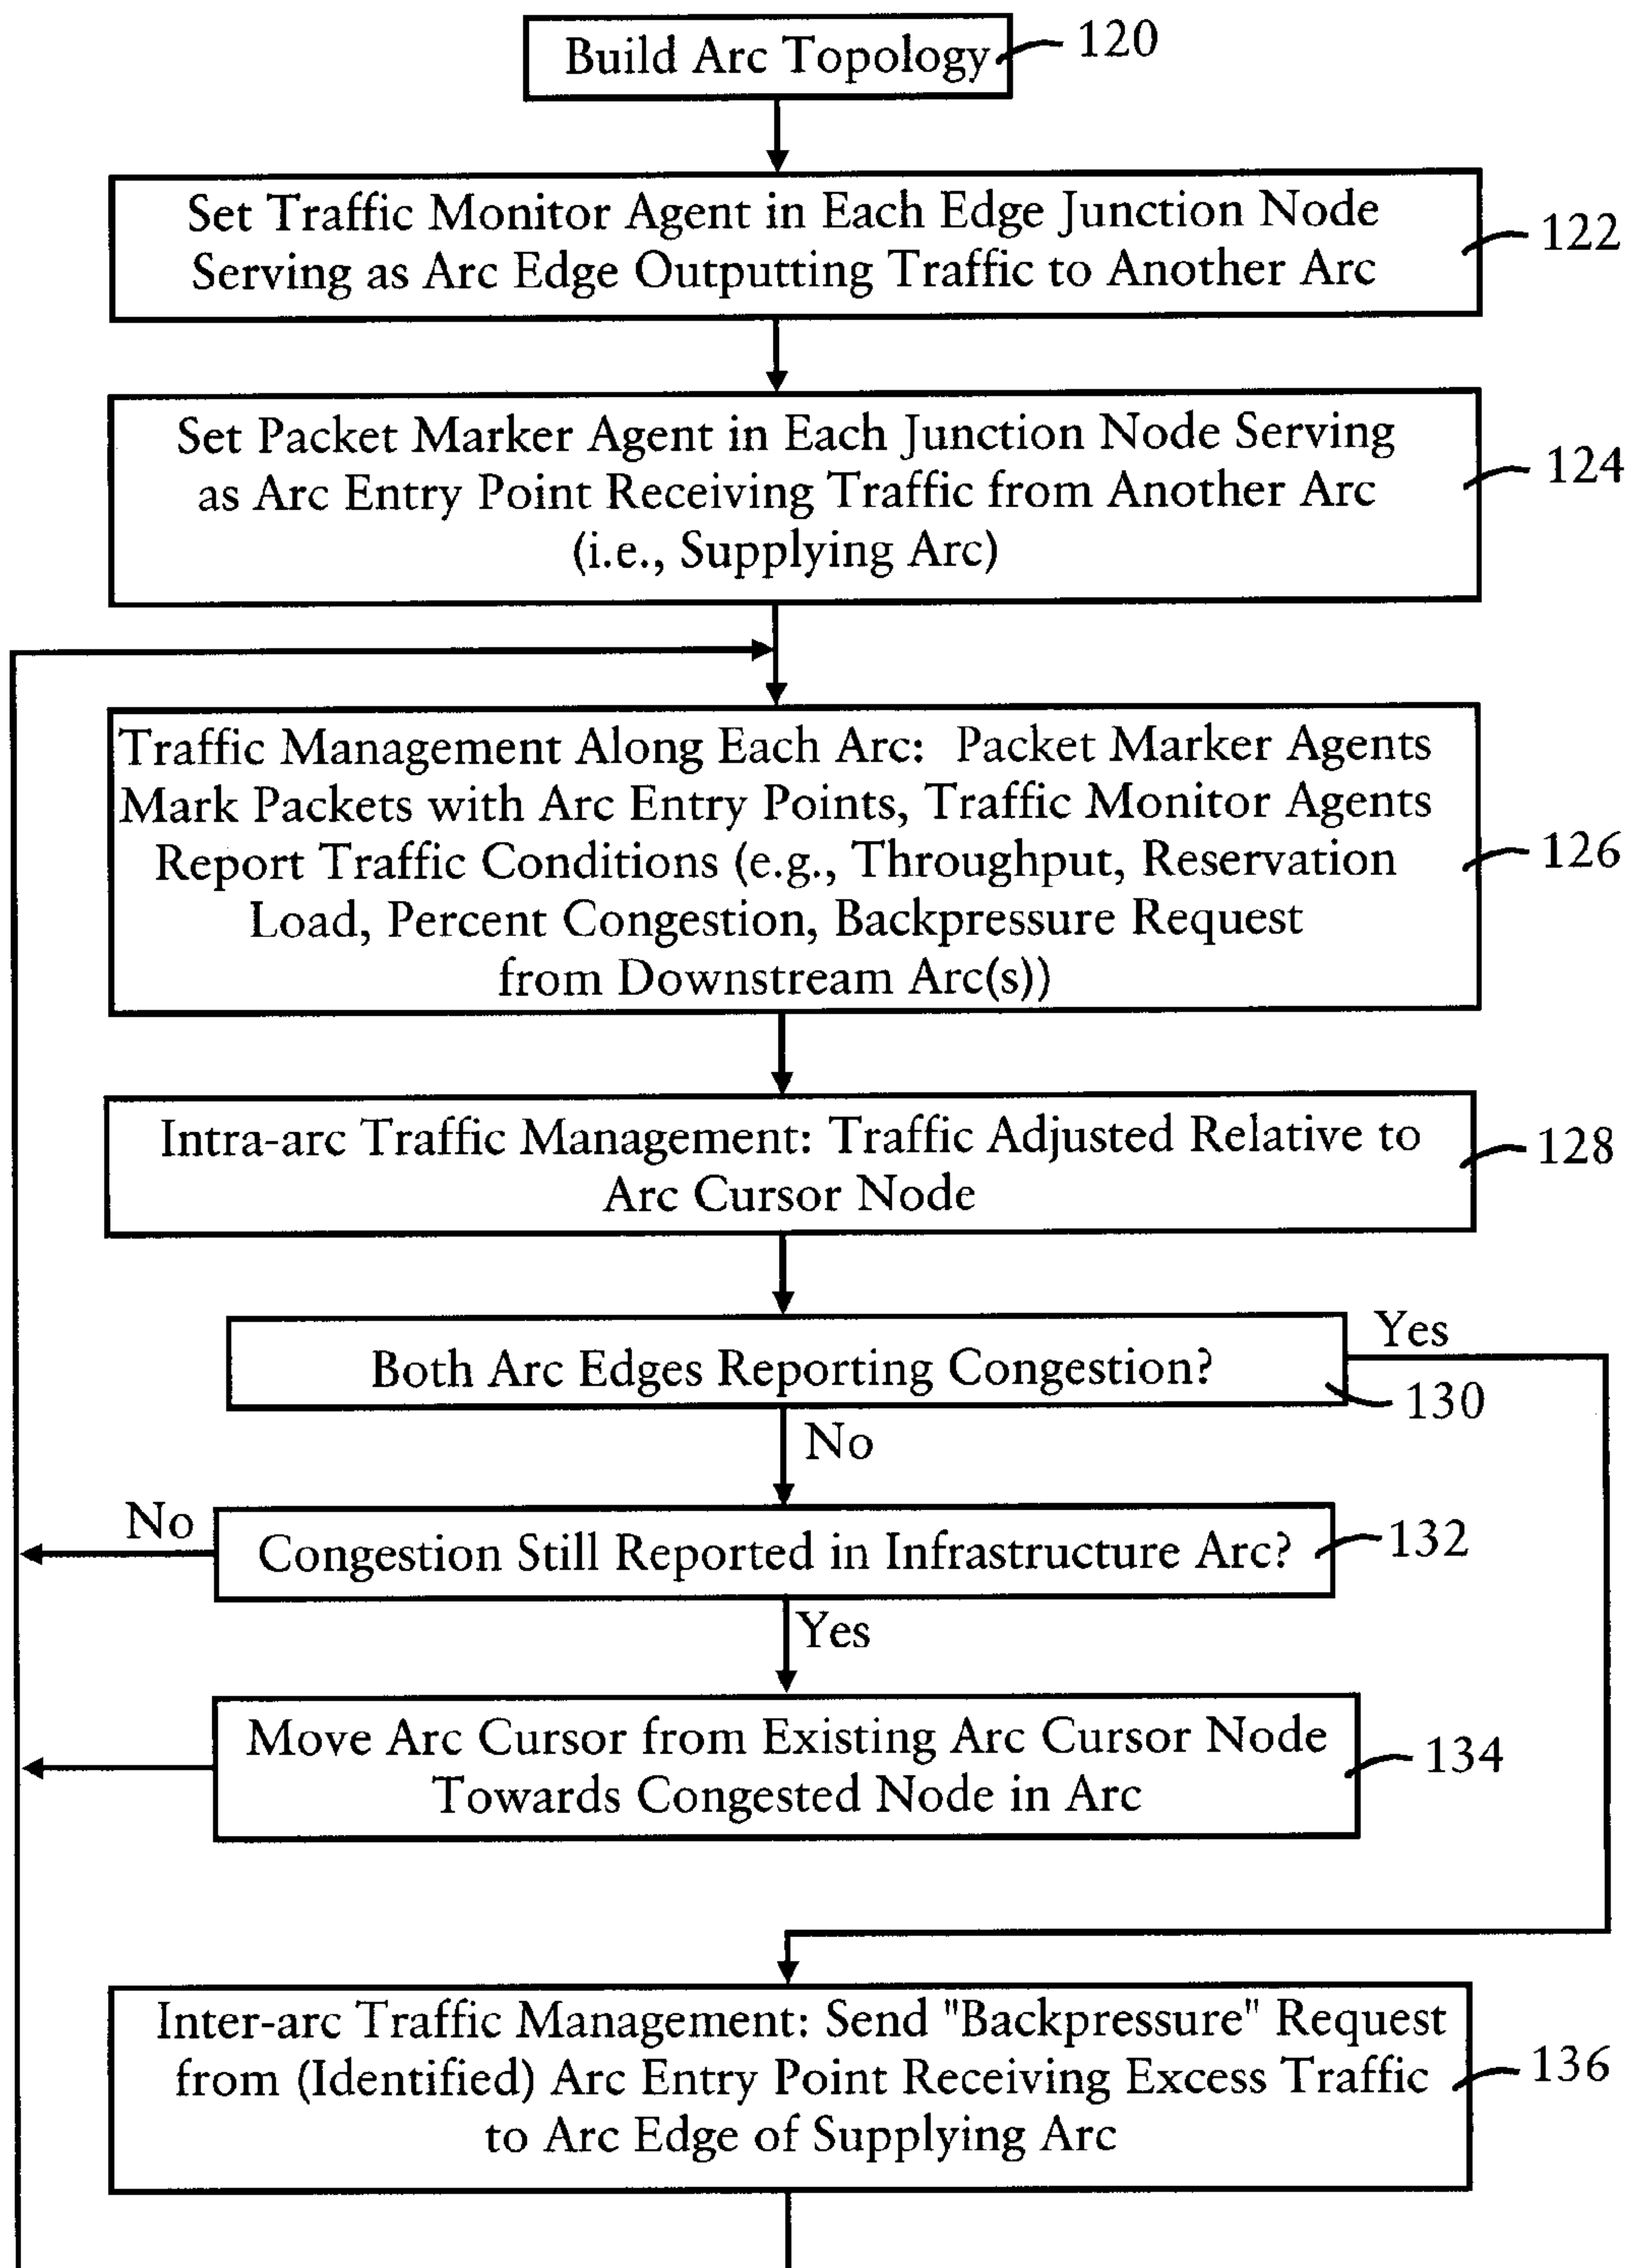 Build Arc Topology
120
Set Traffic Monitor Agent in Each Edge Junction Node
Serving as Arc Edge Outputting Traffic to Another Arc
122
Set Packet Marker Agent in Each Junction Node Serving
as Arc Entry Point Receiving Traffic from Another Arc
(i.e., Supplying Arc)
124
Traffic Management Along Each Arc: Packet Marker Agents
Mark Packets with Arc Entry Points, Traffic Monitor Agents
Report Traffic Conditions (e.g., Throughput, Reservation
Load, Percent Congestion, Backpressure Request
from Downstream Arc(s))
126
Intra-arc Traffic Management: Traffic Adjusted Relative to
Arc Cursor Node
128
Both Arc Edges Reporting Congestion?
Yes
130
No
No
Congestion Still Reported in Infrastructure Arc?
132
Yes
Move Arc Cursor from Existing Arc Cursor Node
Towards Congested Node in Arc
134
Inter-arc Traffic Management: Send "Backpressure" Request
from (Identified) Arc Entry Point Receiving Excess Traffic
to Arc Edge of Supplying Arc
136